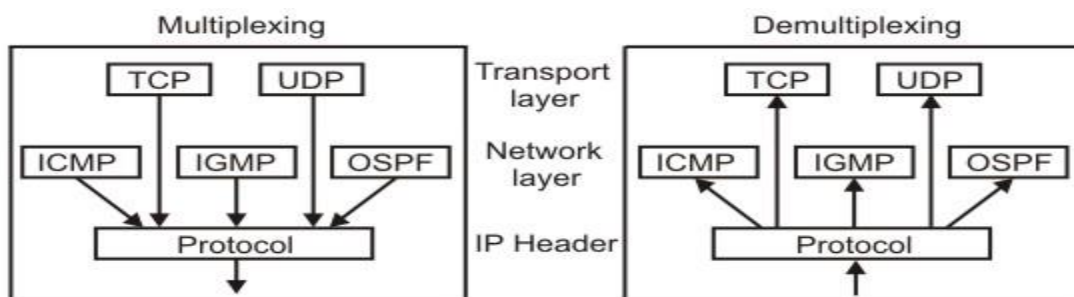 Multiplexing
Demultiplexing
TCP
UDP
Transport
layer
TCP
UDP
ICMP
IGMP
OSPF
Network
layer
ICMP
IGMP
OSPF
Protocol
IP Header
Protocol